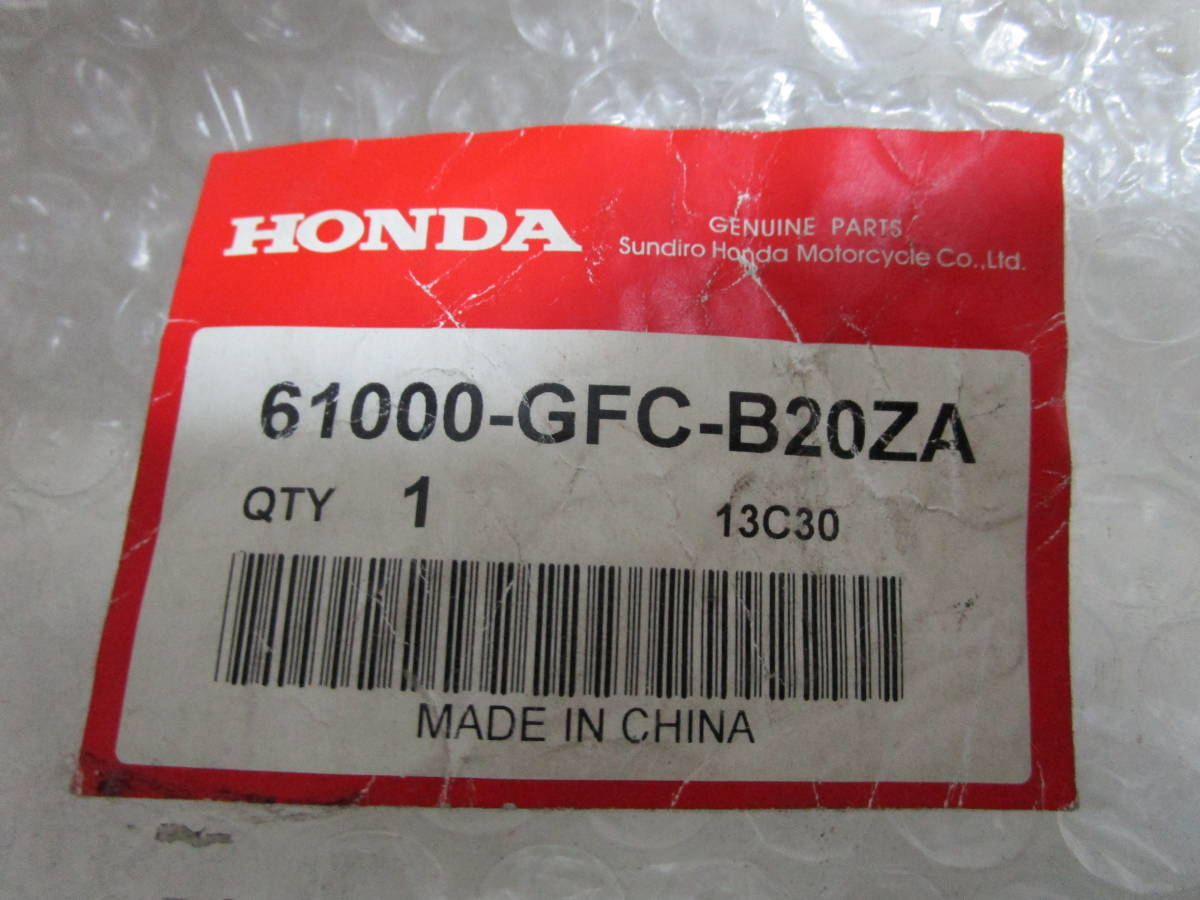 HONDA
GENUINE PARTS
Sundiro Honda Motorcycle Co.,Ltd.
61000-GFC-B20ZA
QTY 1 13C30
MADE IN CHINA